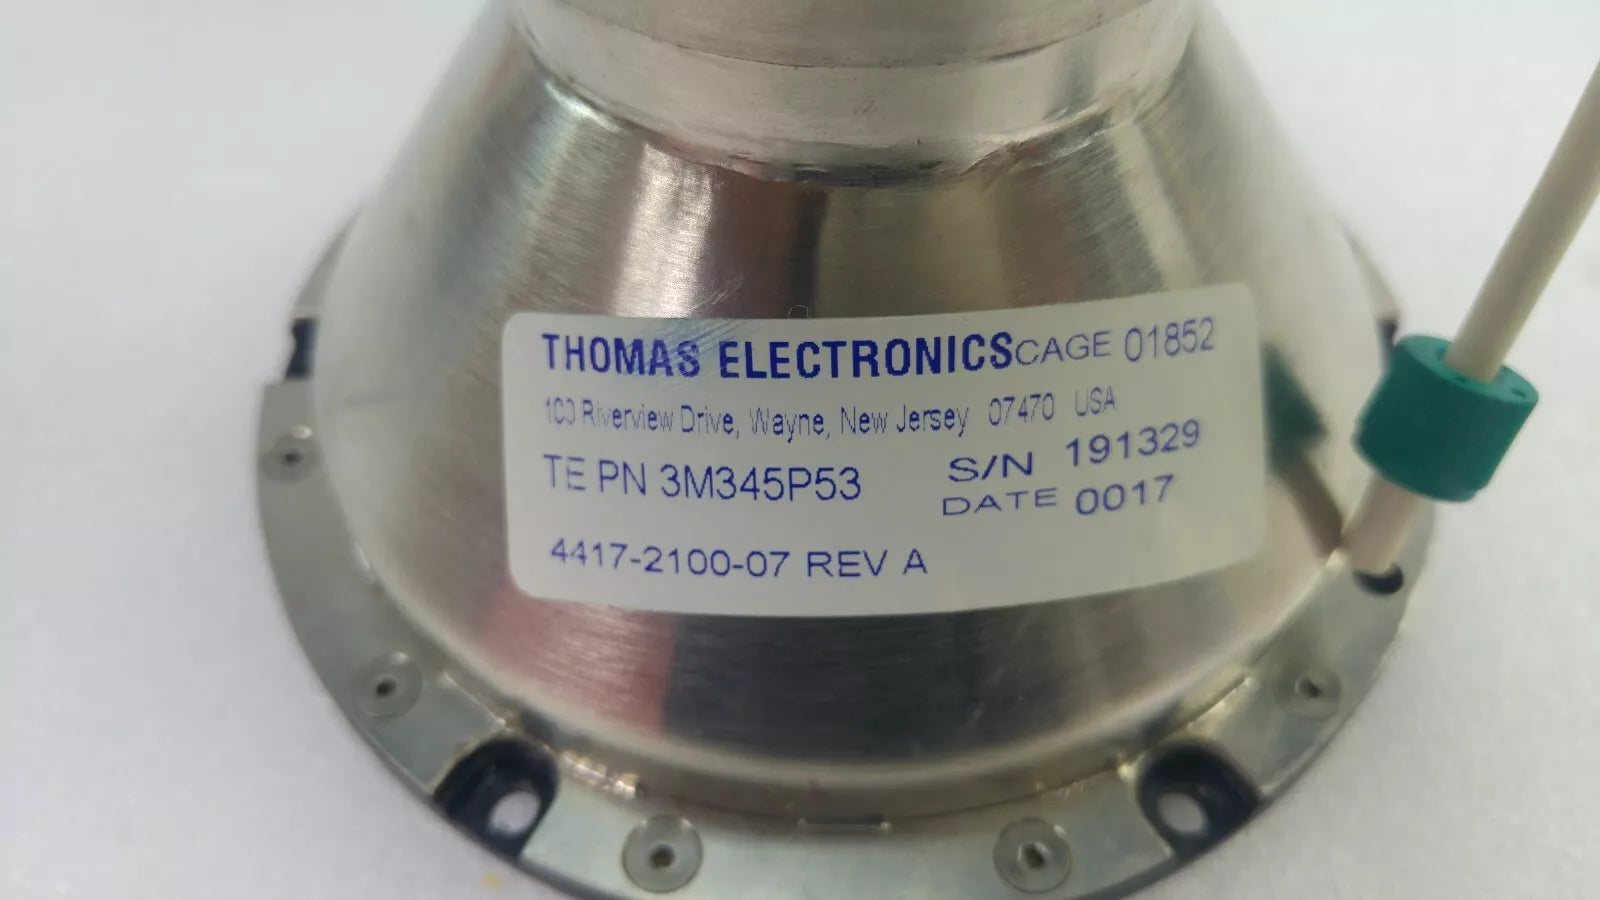 THOMAS ELECTRONICS CAGE 01852
100 Riverview Drive, Wayne, New Jersey 07470 USA
TE PN 3M345P53 S/N 191329
DATE 0017
4417-2100-07 REV A